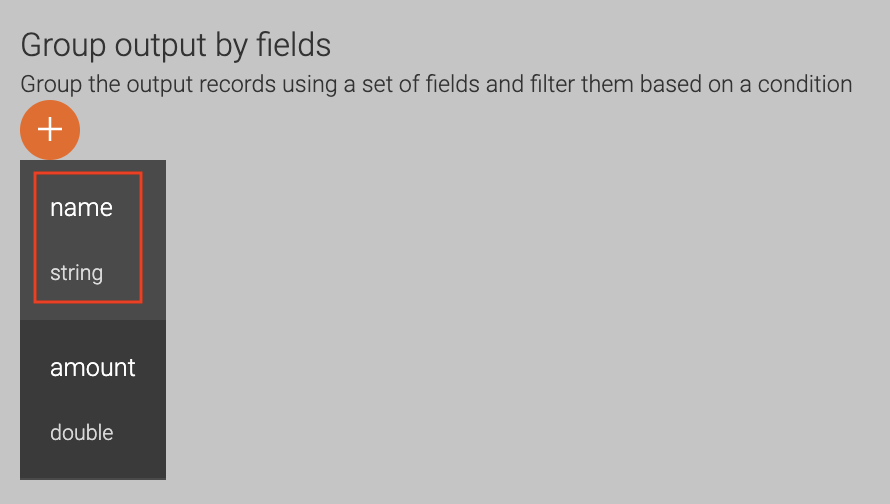 Group output by fields
Group the output records using a set of fields and filter them based on a condition
+
name
string
amount
double